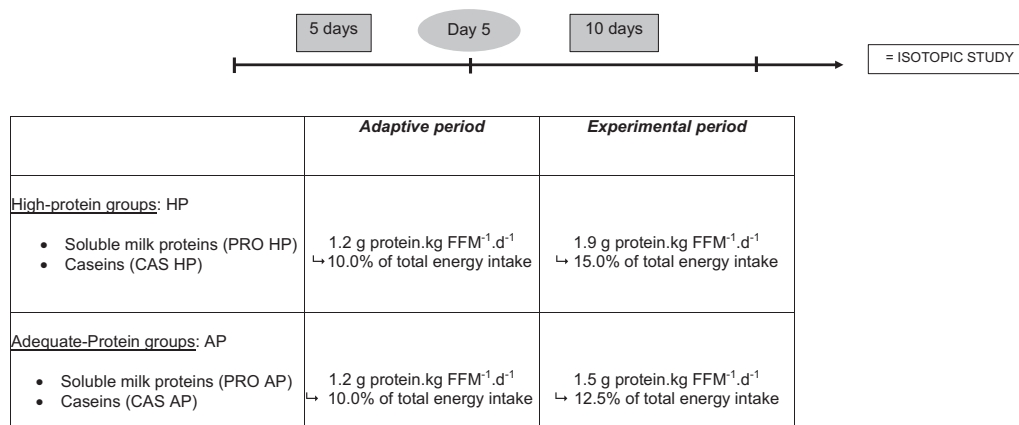 5 days
Day 5
10 days
= ISOTOPIC STUDY
Adaptive period
Experimental period
High-protein groups: HP
• Soluble milk proteins (PRO HP)
• Caseins (CAS HP)
1.2 g protein.kg FFM⁻¹.d⁻¹
↳ 10.0% of total energy intake
1.9 g protein.kg FFM⁻¹.d⁻¹
↳ 15.0% of total energy intake
Adequate-Protein groups: AP
• Soluble milk proteins (PRO AP)
• Caseins (CAS AP)
1.2 g protein.kg FFM⁻¹.d⁻¹
↳ 10.0% of total energy intake
1.5 g protein.kg FFM⁻¹.d⁻¹
↳ 12.5% of total energy intake